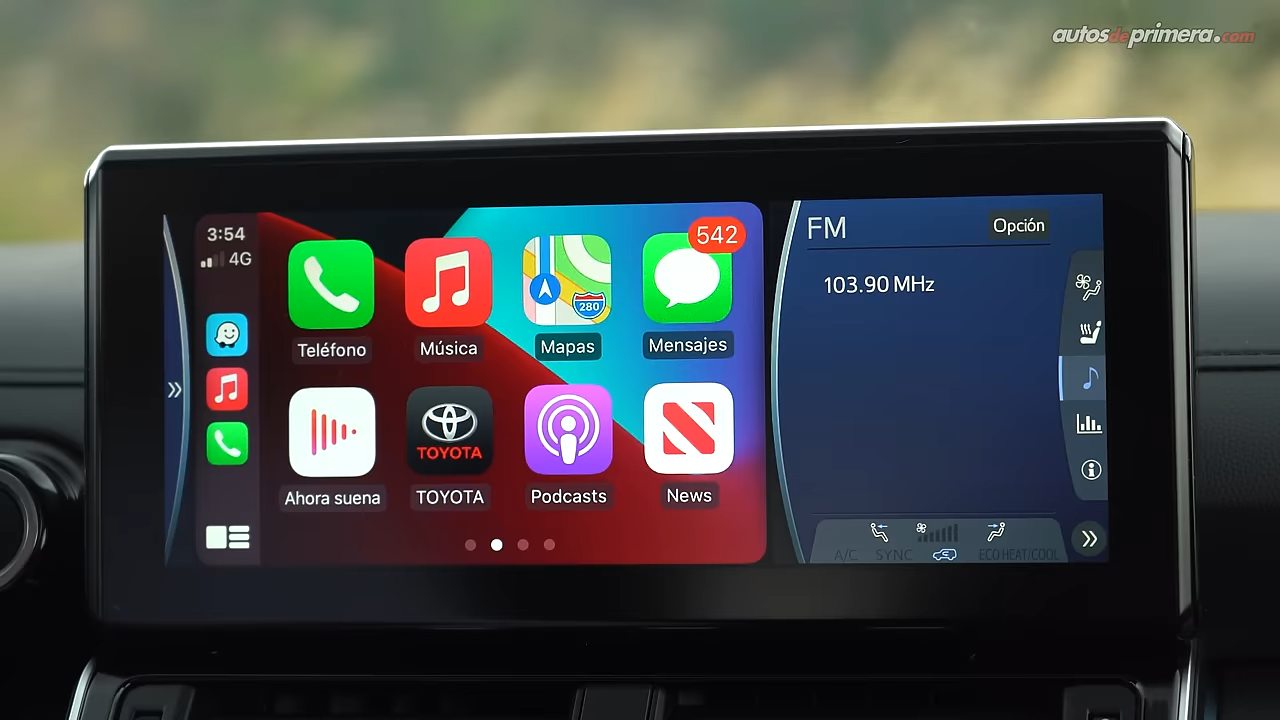 autosdeprimera.com
3:54
4G
Teléfono
Música
280
Mapas
542
Mensajes
Ahora suena
TOYOTA
TOYOTA
Podcasts
News
FM
Opción
103.90 MHz
A/C
SYNC
ECO HEAT/COOL